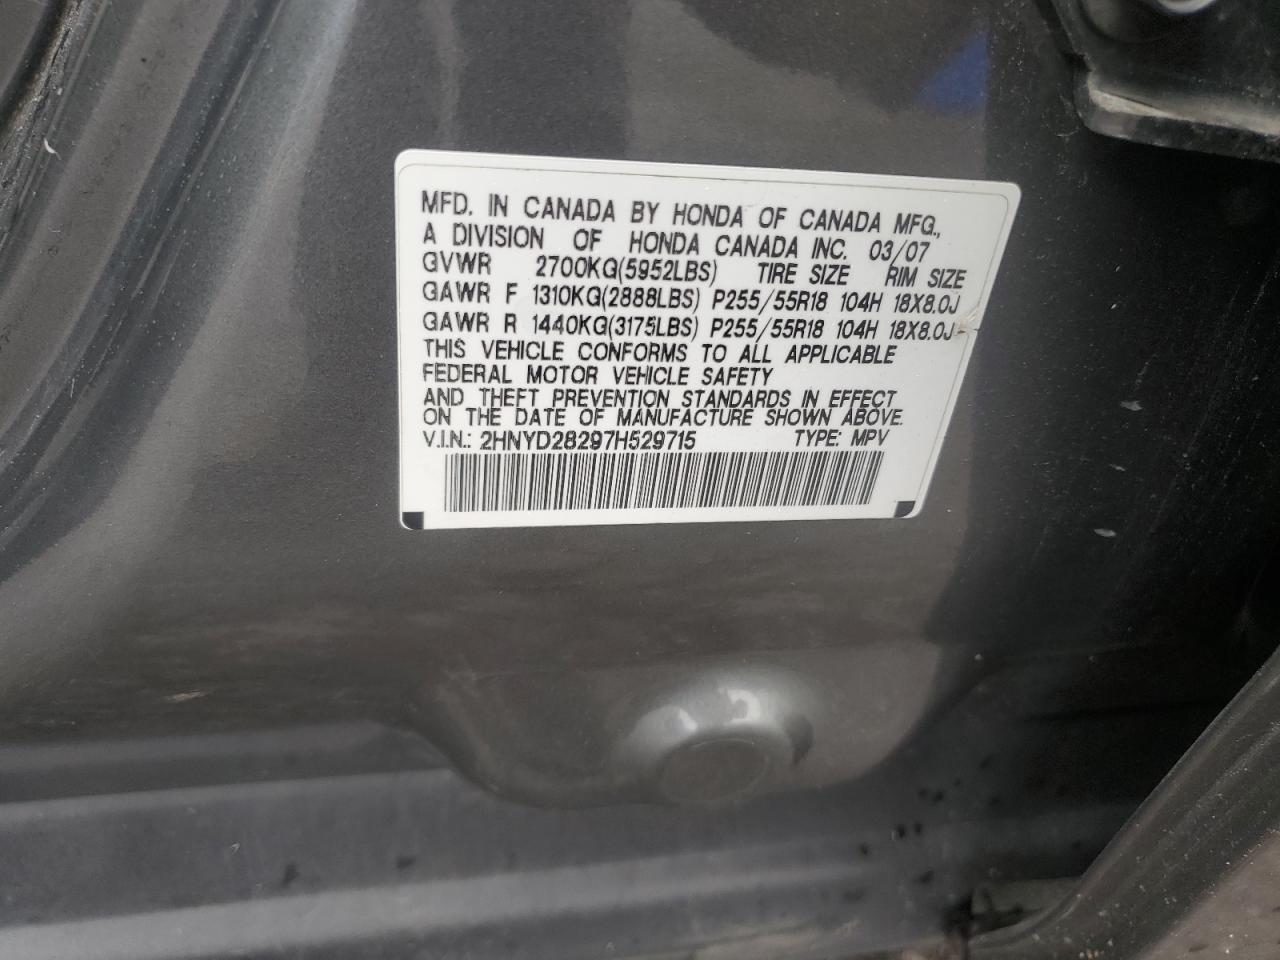 MFD. IN CANADA BY HONDA OF CANADA MFG.,
A DIVISION OF HONDA CANADA INC. 03/07
GVWR 2700KG(5952LBS) TIRE SIZE RIM SIZE
GAWR F 1310KG(2888LBS) P255/55R18 104H 18X8.0J
GAWR R 1440KG(3175LBS) P255/55R18 104H 18X8.0J
THIS VEHICLE CONFORMS TO ALL APPLICABLE
FEDERAL MOTOR VEHICLE SAFETY
AND THEFT PREVENTION STANDARDS IN EFFECT
ON THE DATE OF MANUFACTURE SHOWN ABOVE.
V.I.N.: 2HNYD28297H529715 TYPE: MPV